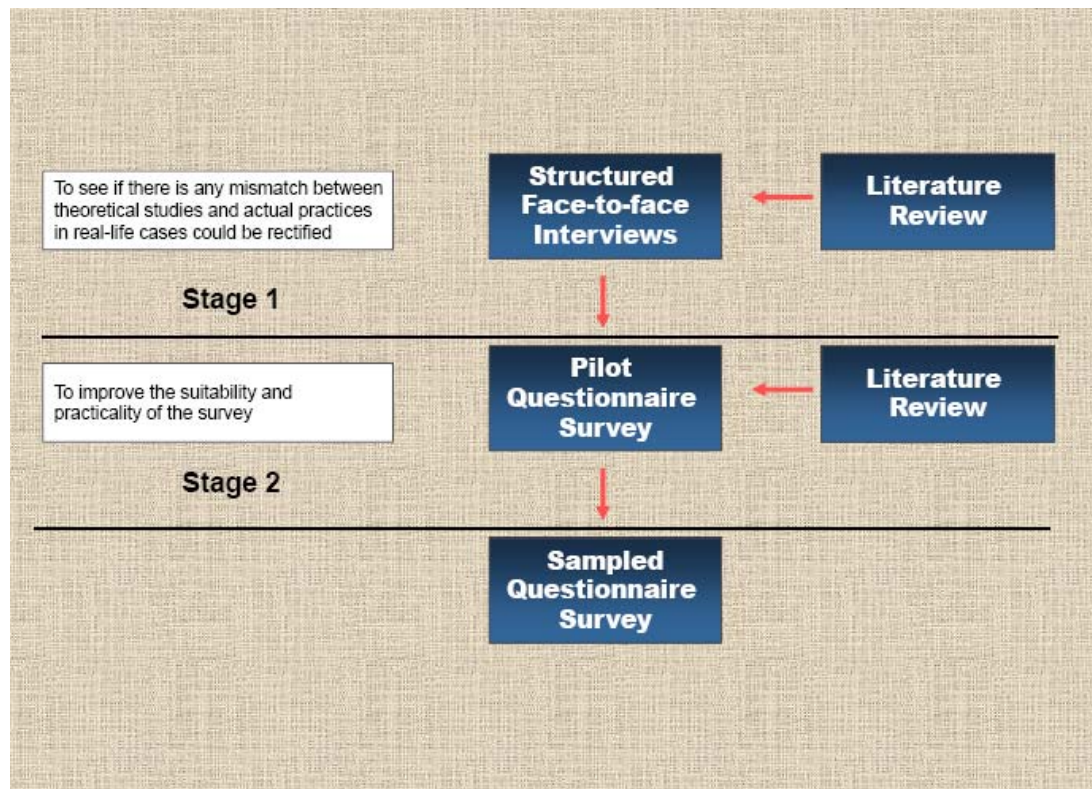 To see if there is any mismatch between
theoretical studies and actual practices
in real-life cases could be rectified
Structured
Face-to-face
Interviews
Literature
Review
Stage 1
To improve the suitability and
practicality of the survey
Pilot
Questionnaire
Survey
Literature
Review
Stage 2
Sampled
Questionnaire
Survey